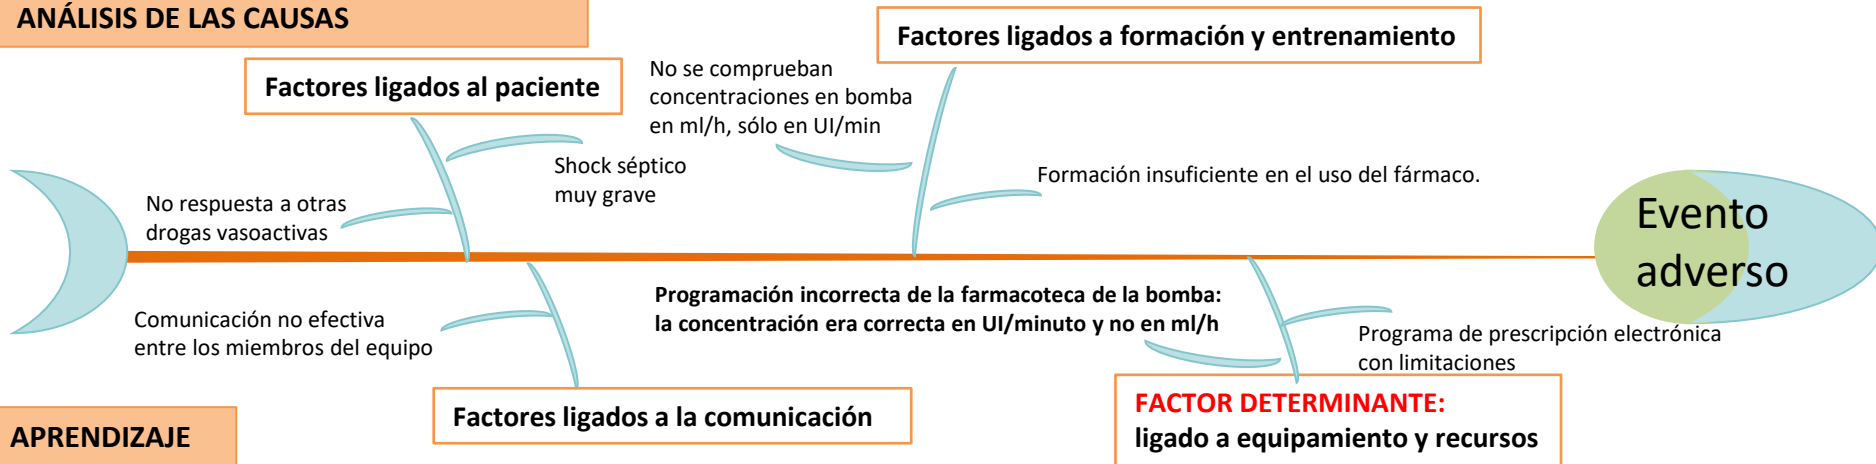 ANÁLISIS DE LAS CAUSAS
Factores ligados a formación y entrenamiento
Factores ligados al paciente
No se comprueban
concentraciones en bomba
en ml/h, sólo en UI/min
Shock séptico
muy grave
Formación insuficiente en el uso del fármaco.
No respuesta a otras
drogas vasoactivas
Evento
adverso
Programación incorrecta de la farmacoteca de la bomba:
la concentración era correcta en UI/minuto y no en ml/h
Comunicación no efectiva
entre los miembros del equipo
Programa de prescripción electrónica
con limitaciones
Factores ligados a la comunicación
FACTOR DETERMINANTE:
ligado a equipamiento y recursos
APRENDIZAJE